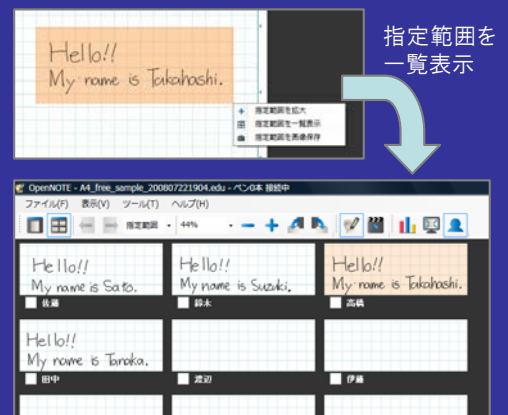 Hello!!
My name is Takahashi.
指定範囲を拡大
指定範囲を一覧表示
指定範囲を画像保存
指定範囲を
一覧表示
OpenNOTE - A4_free_sample_200807221904.edu - ペン0本 接続中
ファイル(F) 表示(V) ツール(T) ヘルプ(H)
指定範囲 44%
Hello!!
My name is Sato.
佐藤
Hello!!
My name is Suzuki.
鈴木
Hello!!
My name is Takahashi.
高橋
Hello!!
My name is Tanaka.
田中
渡辺
伊藤